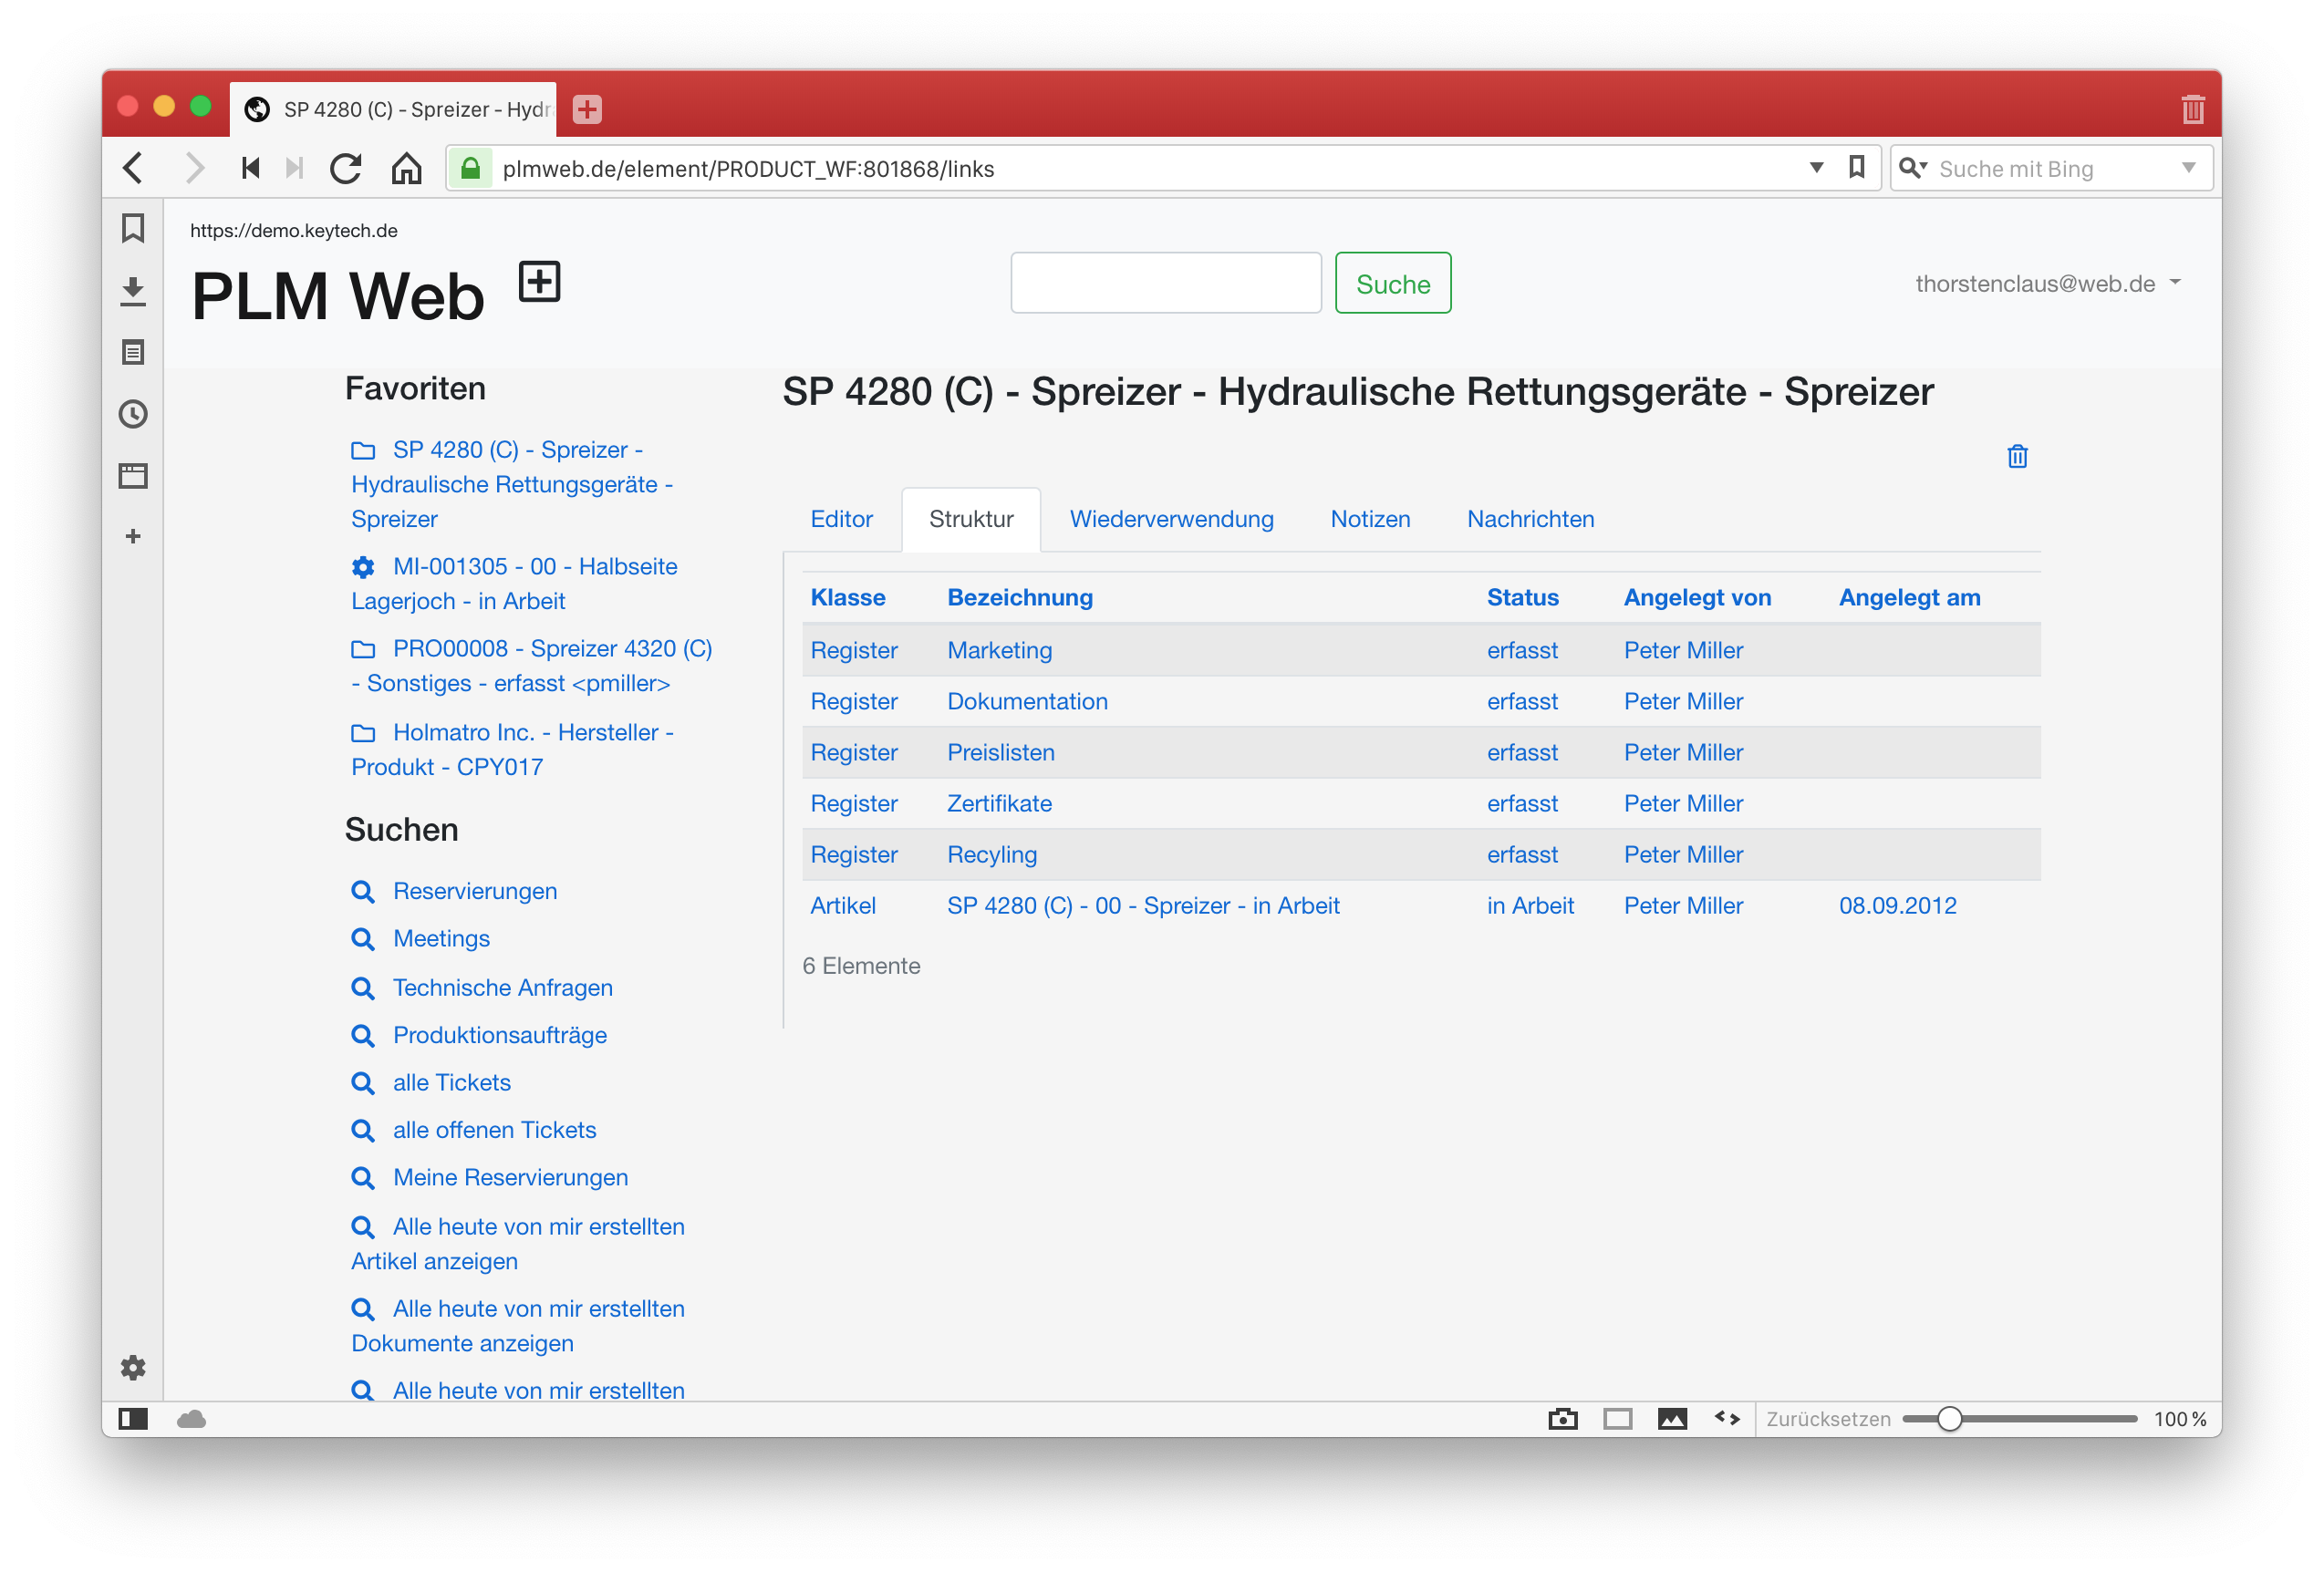 SP 4280 (C) - Spreizer - Hydr
plmweb.de/element/PRODUCT_WF:801868/links
Suche mit Bing
https://demo.keytech.de
PLM Web
Suche
thorstenclaus@web.de
Favoriten
SP 4280 (C) - Spreizer -
Hydraulische Rettungsgeräte -
Spreizer
MI-001305 - 00 - Halbseite
Lagerjoch - in Arbeit
PRO00008 - Spreizer 4320 (C)
- Sonstiges - erfasst <pmiller>
Holmatro Inc. - Hersteller -
Produkt - CPY017
Suchen
Reservierungen
Meetings
Technische Anfragen
Produktionsaufträge
alle Tickets
alle offenen Tickets
Meine Reservierungen
Alle heute von mir erstellten
Artikel anzeigen
Alle heute von mir erstellten
Dokumente anzeigen
Alle heute von mir erstellten
SP 4280 (C) - Spreizer - Hydraulische Rettungsgeräte - Spreizer
Editor Struktur Wiederverwendung Notizen Nachrichten
Klasse Bezeichnung Status Angelegt von Angelegt am
Register Marketing erfasst Peter Miller
Register Dokumentation erfasst Peter Miller
Register Preislisten erfasst Peter Miller
Register Zertifikate erfasst Peter Miller
Register Recyling erfasst Peter Miller
Artikel SP 4280 (C) - 00 - Spreizer - in Arbeit in Arbeit Peter Miller 08.09.2012
6 Elemente
Zurücksetzen 100 %